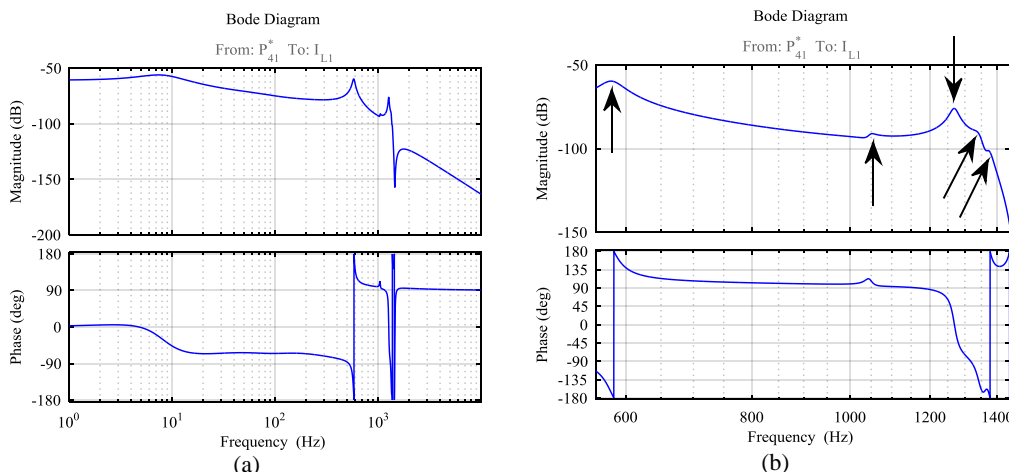 Bode Diagram
From: P*41 To: IL1
-50
-100
-150
-200
Magnitude (dB)
180
90
0
-90
-180
Phase (deg)
10^0 10^1 10^2 10^3
Frequency (Hz)
(a)
Bode Diagram
From: P*41 To: IL1
-50
-100
-150
Magnitude (dB)
180
135
90
45
0
-45
-90
-135
-180
Phase (deg)
600 1000 1200 1400
Frequency (Hz)
(b)